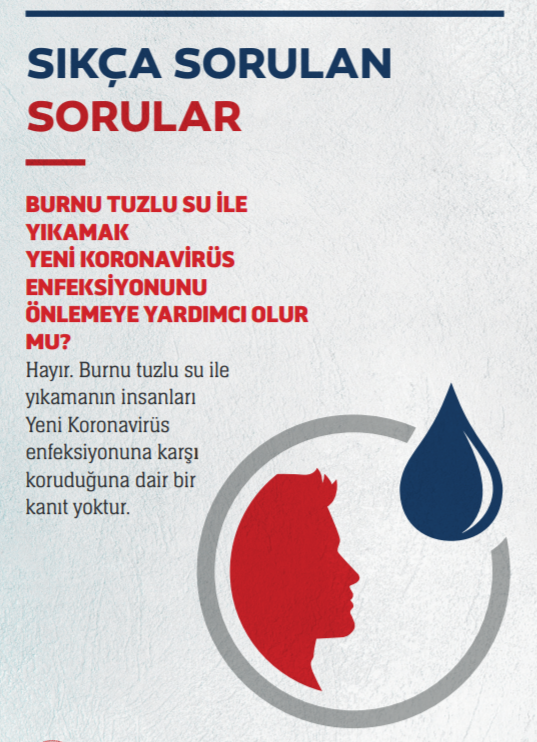 SIKÇA SORULAN
SORULAR
BURNU TUZLU SU İLE
YIKAMAK
YENİ KORONAVİRÜS
ENFEKSİYONUNU
ÖNLEMEYE YARDIMCI OLUR
MU?
Hayır. Burnu tuzlu su ile
yıkamanın insanları
Yeni Koronavirüs
enfeksiyonuna karşı
koruduğuna dair bir
kanıt yoktur.